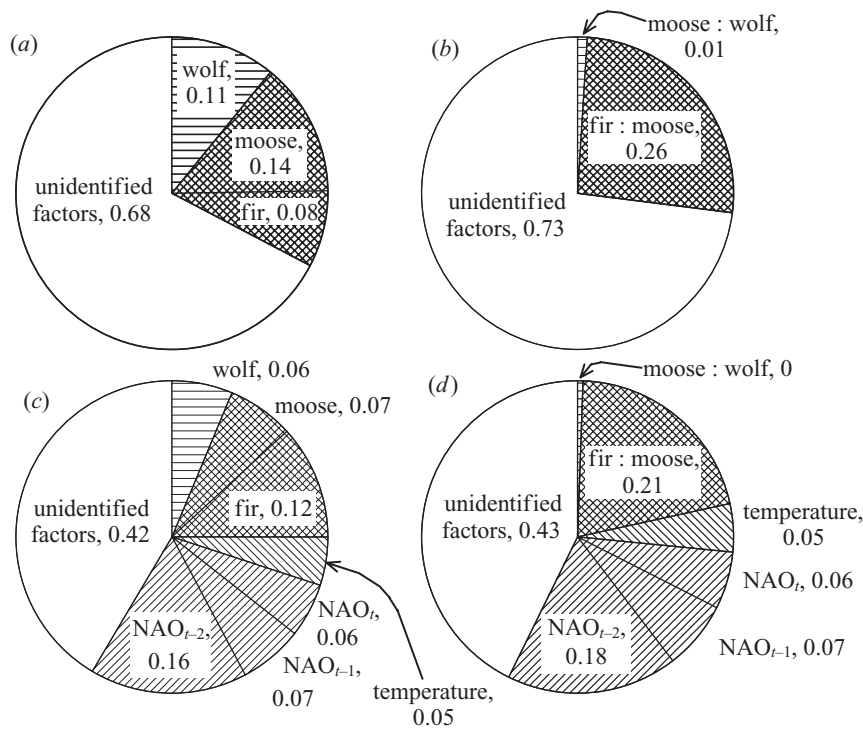 (a)
wolf,
0.11
moose,
0.14
fir, 0.08
unidentified
factors, 0.68
(b)
moose : wolf,
0.01
fir : moose,
0.26
unidentified
factors, 0.73
(c)
wolf, 0.06
moose, 0.07
fir, 0.12
unidentified
factors, 0.42
NAOt–2,
0.16
NAOt–1,
0.07
NAOt,
0.06
temperature,
0.05
(d)
moose : wolf, 0
fir : moose,
0.21
unidentified
factors, 0.43
temperature,
0.05
NAOt, 0.06
NAOt–1, 0.07
NAOt–2,
0.18